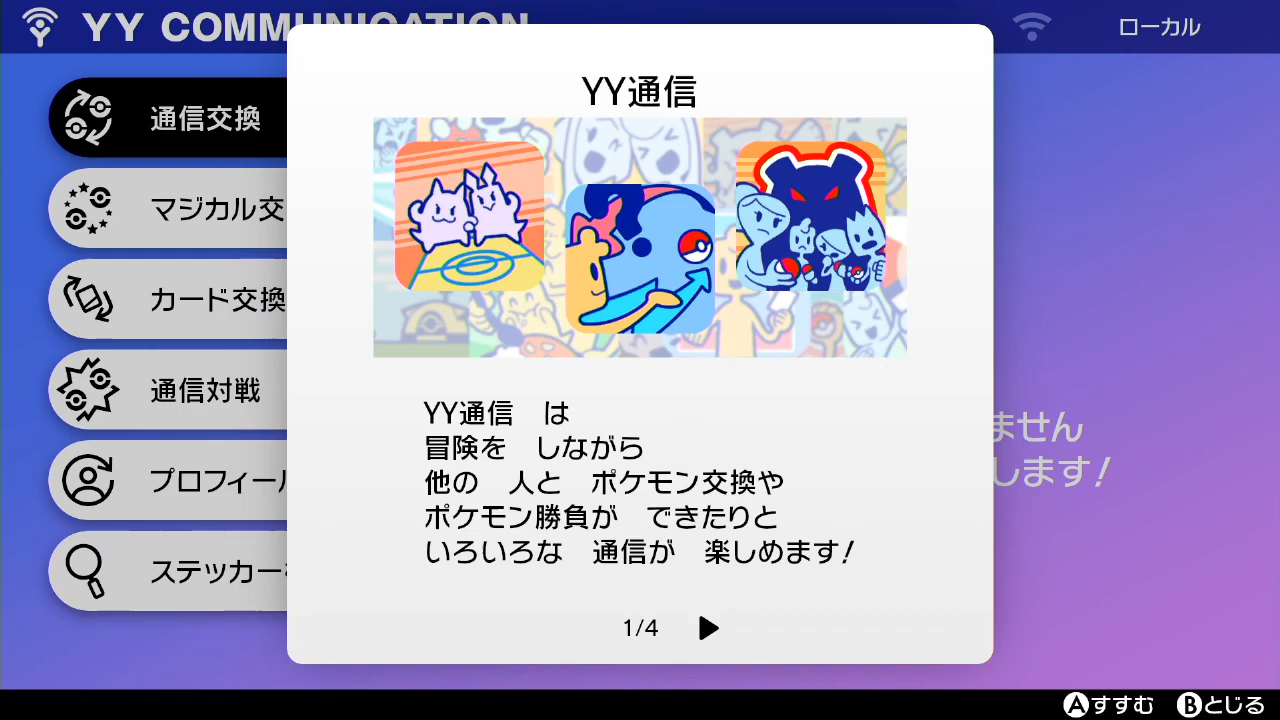 YY COMMUNICATION
ローカル
通信交換
マジカル交
カード交換
通信対戦
プロフィール
ステッカー
YY通信
YY通信　は
冒険を　しながら
他の　人と　ポケモン交換や
ポケモン勝負が　できたりと
いろいろな　通信が　楽しめます!
1/4
ません
します!
Aすすむ
Bとじる